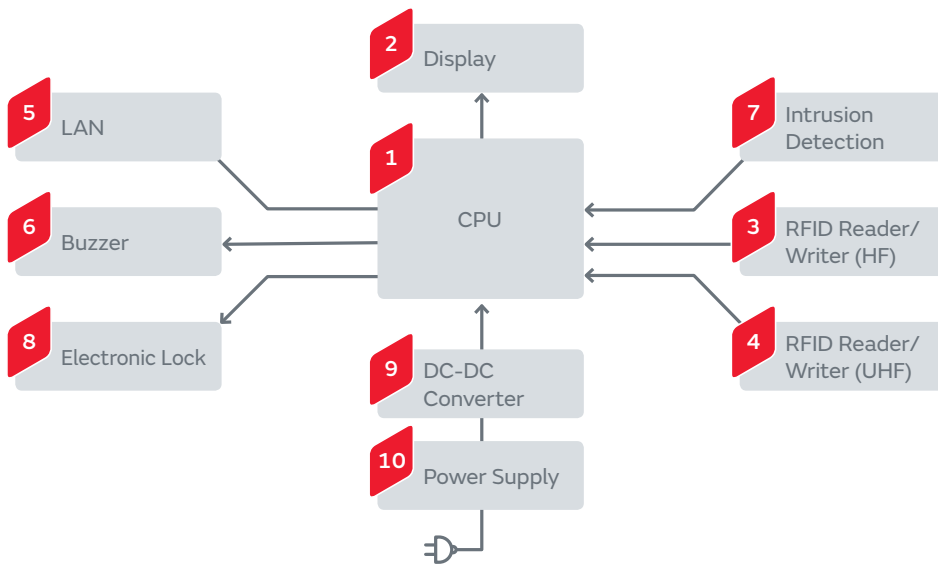 2
Display
5
LAN
7
Intrusion
Detection
1
CPU
6
Buzzer
3
RFID Reader/
Writer (HF)
8
Electronic Lock
9
DC-DC
Converter
4
RFID Reader/
Writer (UHF)
10
Power Supply